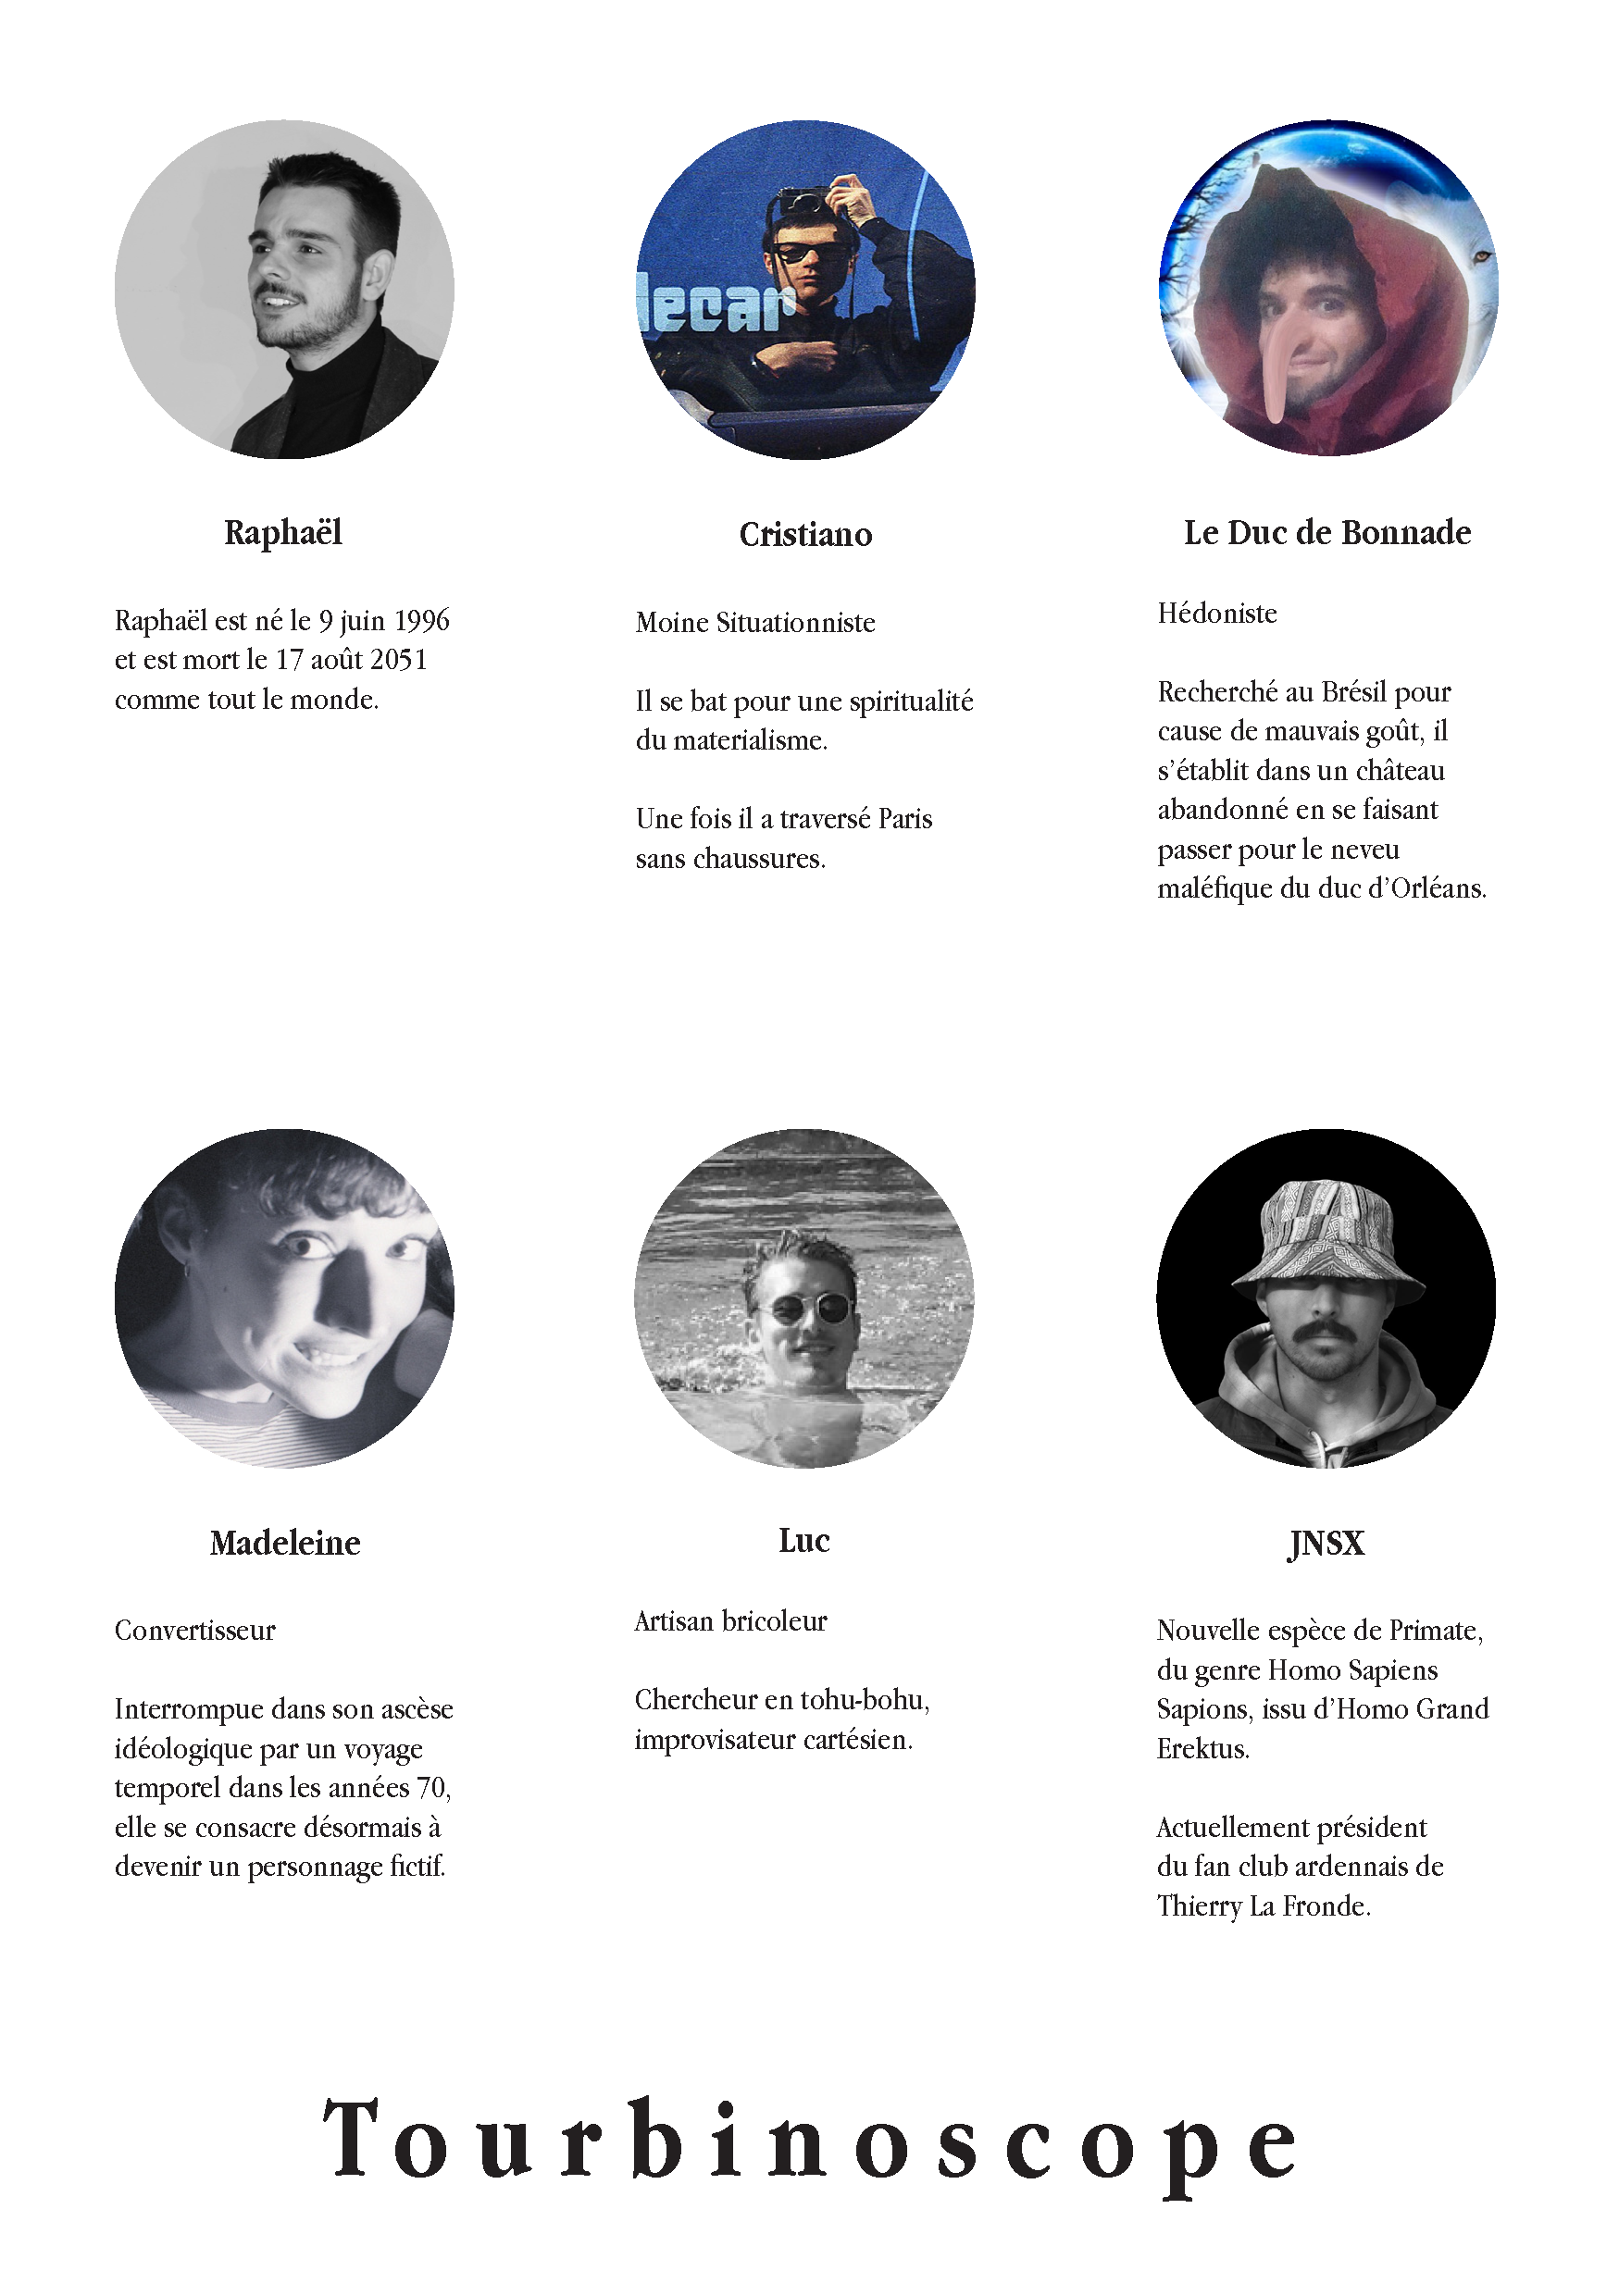 lecar
Raphaël
Raphaël est né le 9 juin 1996
et est mort le 17 août 2051
comme tout le monde.
Cristiano
Moine Situationniste
Il se bat pour une spiritualité
du materialisme.
Une fois il a traversé Paris
sans chaussures.
Le Duc de Bonnade
Hédoniste
Recherché au Brésil pour
cause de mauvais goût, il
s’établit dans un château
abandonné en se faisant
passer pour le neveu
maléfique du duc d’Orléans.
Madeleine
Convertisseur
Interrompue dans son ascèse
idéologique par un voyage
temporel dans les années 70,
elle se consacre désormais à
devenir un personnage fictif.
Luc
Artisan bricoleur
Chercheur en tohu-bohu,
improvisateur cartésien.
JNSX
Nouvelle espèce de Primate,
du genre Homo Sapiens
Sapions, issu d’Homo Grand
Erektus.
Actuellement président
du fan club ardennais de
Thierry La Fronde.
Tourbinoscope